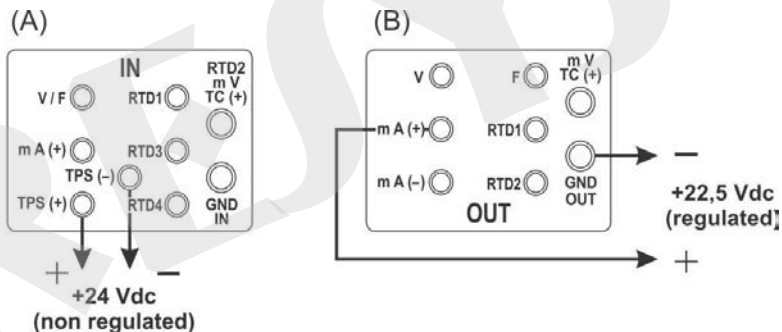 (A)
IN
RTD2
m V
TC (+)
V / F
RTD1
m A (+)
RTD3
TPS (–)
TPS (+)
RTD4
GND
IN
+
–
+24 Vdc
(non regulated)
(B)
V
F
m V
TC (+)
m A (+)
RTD1
m A (–)
RTD2
GND
OUT
OUT
–
+22,5 Vdc
(regulated)
+